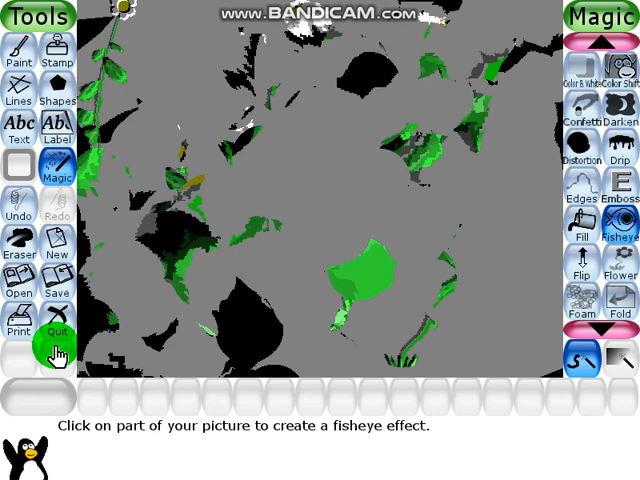 Tools
www.BANDICAM.com
Magic
Paint
Stamp
Color & White
Color Shift
Lines
Shapes
Confetti
Darken
Abc
Text
Abc
Label
Distortion
Drip
Magic
Edges
Emboss
Undo
Redo
Fill
Fisheye
Eraser
New
Flip
Flower
Open
Save
Foam
Fold
Print
Quit
Click on part of your picture to create a fisheye effect.